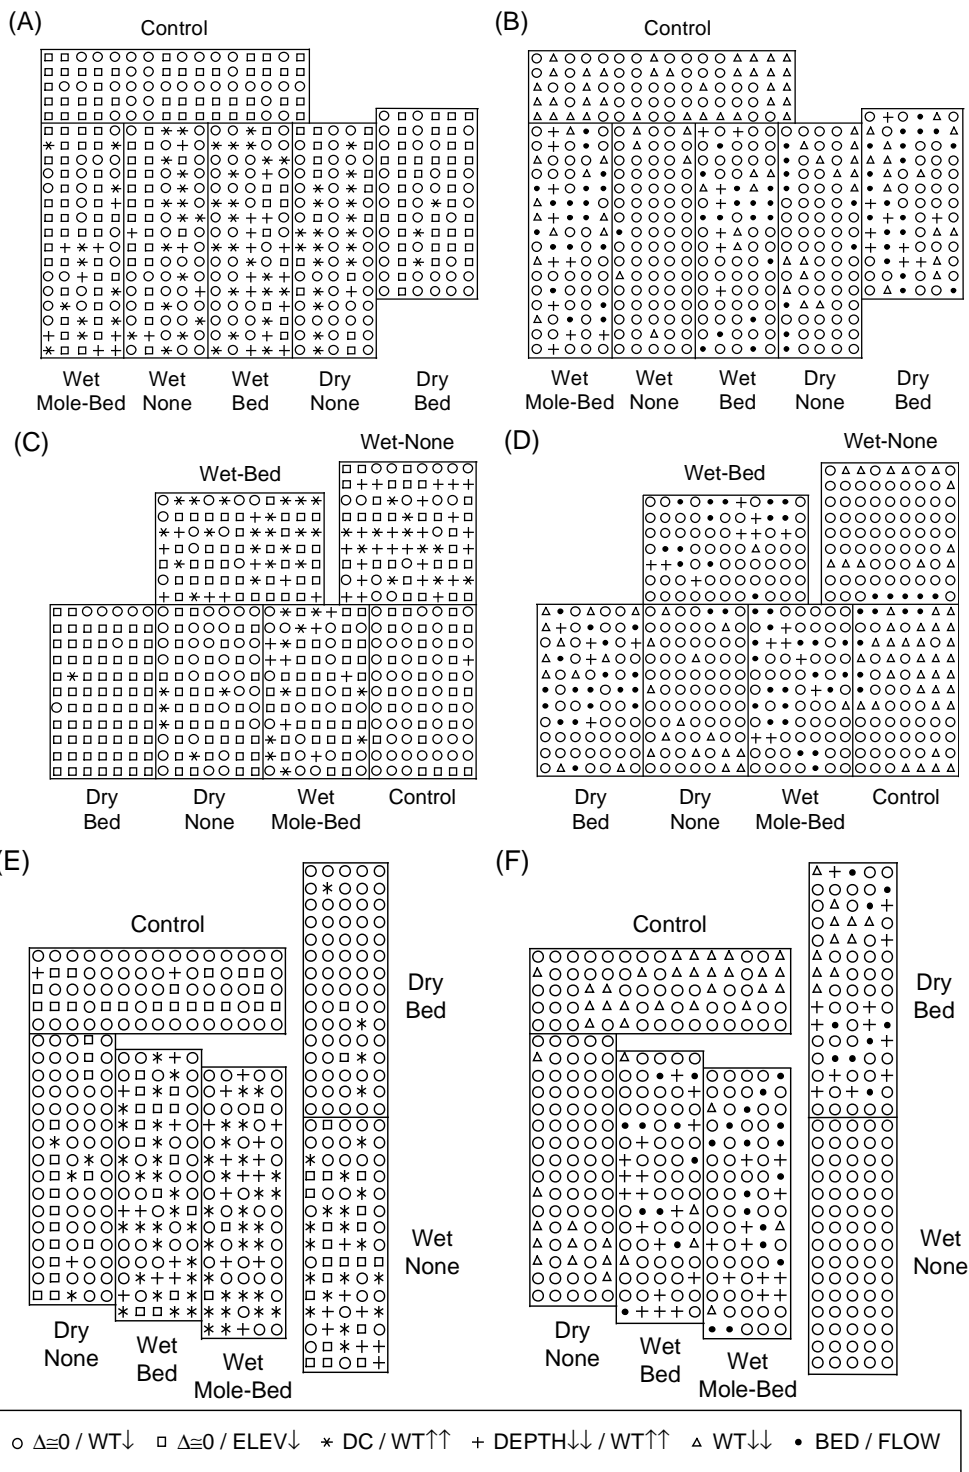 (A)
Control
Wet
Mole-Bed
Wet
None
Wet
Bed
Dry
None
Dry
Bed
(B)
Control
Wet
Mole-Bed
Wet
None
Wet
Bed
Dry
None
Dry
Bed
(C)
Wet-Bed
Wet-None
Dry
Bed
Dry
None
Wet
Mole-Bed
Control
(D)
Wet-Bed
Wet-None
Dry
Bed
Dry
None
Wet
Mole-Bed
Control
(E)
Control
Dry
Bed
Wet
None
Dry
None
Wet
Bed
Wet
Mole-Bed
(F)
Control
Dry
Bed
Wet
None
Dry
None
Wet
Bed
Wet
Mole-Bed
○ Δ≅0 / WT↓ □ Δ≅0 / ELEV↓ * DC / WT↑↑ + DEPTH↓↓ / WT↑↑ △ WT↓↓ • BED / FLOW